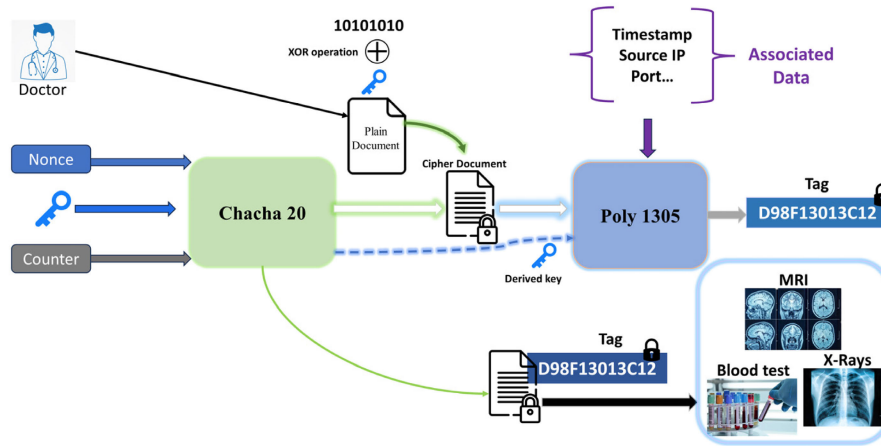 10101010
XOR operation
Doctor
Plain
Document
Timestamp
Source IP
Port...
Associated
Data
Nonce
Counter
Chacha 20
Cipher Document
Poly 1305
Derived key
Tag
D98F13013C12
Tag
D98F13013C12
MRI
Blood test
X-Rays